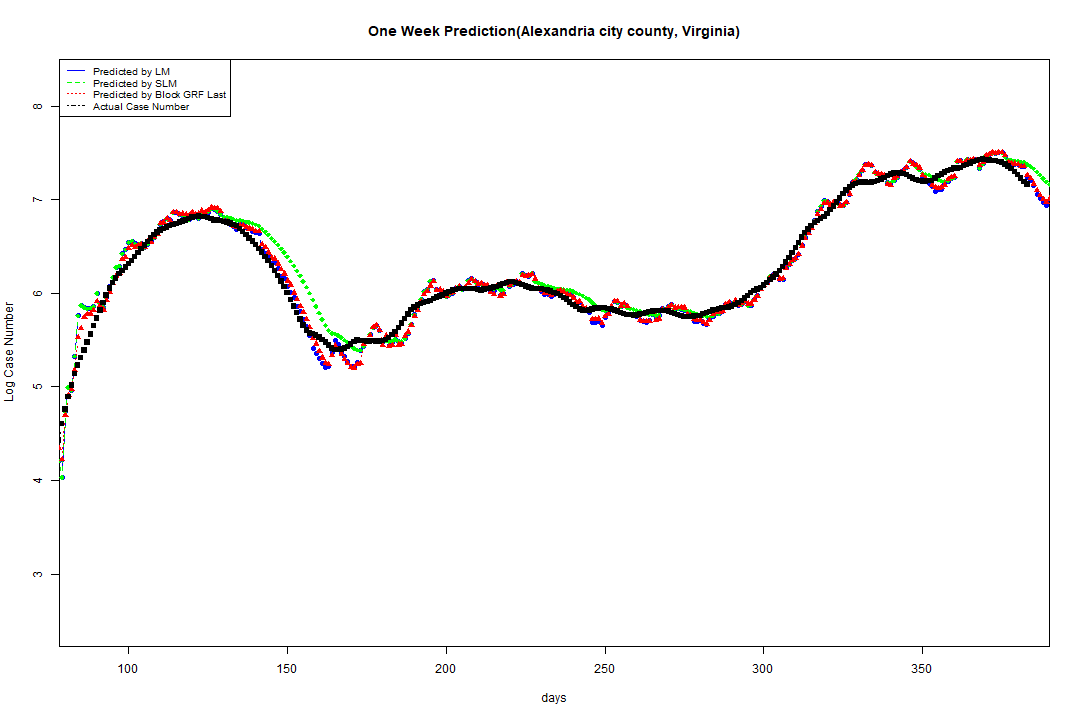 One Week Prediction(Alexandria city county, Virginia)
Predicted by LM
Predicted by SLM
Predicted by Block GRF Last
Actual Case Number
8
7
6
5
4
3
Log Case Number
100 150 200 250 300 350
days